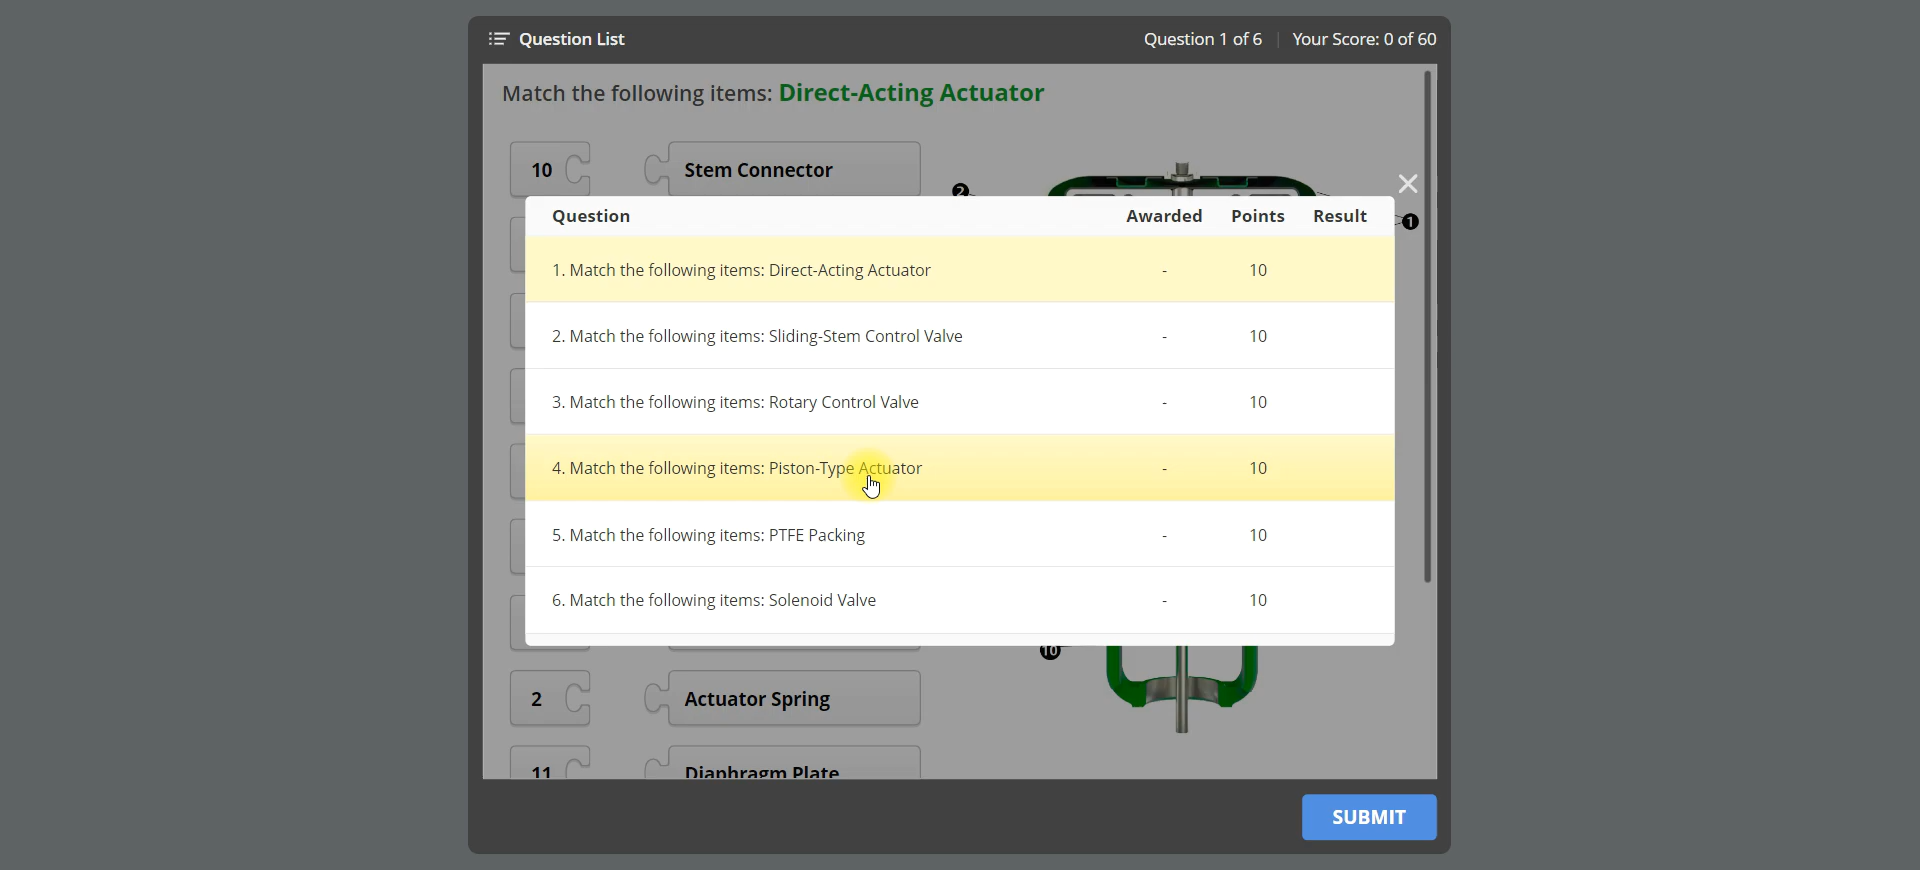 Question List
Question 1 of 6
Your Score: 0 of 60
Match the following items: Direct-Acting Actuator
10
Stem Connector
2
1
Question Awarded Points Result
1. Match the following items: Direct-Acting Actuator - 10
2. Match the following items: Sliding-Stem Control Valve - 10
3. Match the following items: Rotary Control Valve - 10
4. Match the following items: Piston-Type Actuator - 10
5. Match the following items: PTFE Packing - 10
6. Match the following items: Solenoid Valve - 10
10
2
Actuator Spring
11
Diaphragm Plate
SUBMIT